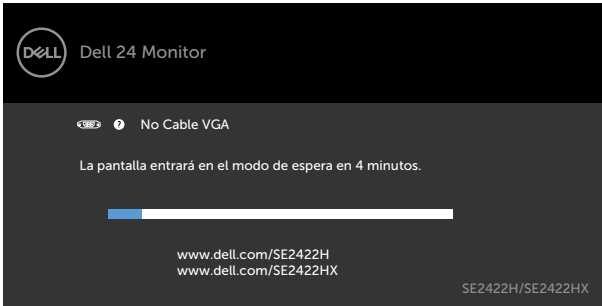 DELL Dell 24 Monitor
? No Cable VGA
La pantalla entrará en el modo de espera en 4 minutos.
www.dell.com/SE2422H
www.dell.com/SE2422HX
SE2422H/SE2422HX